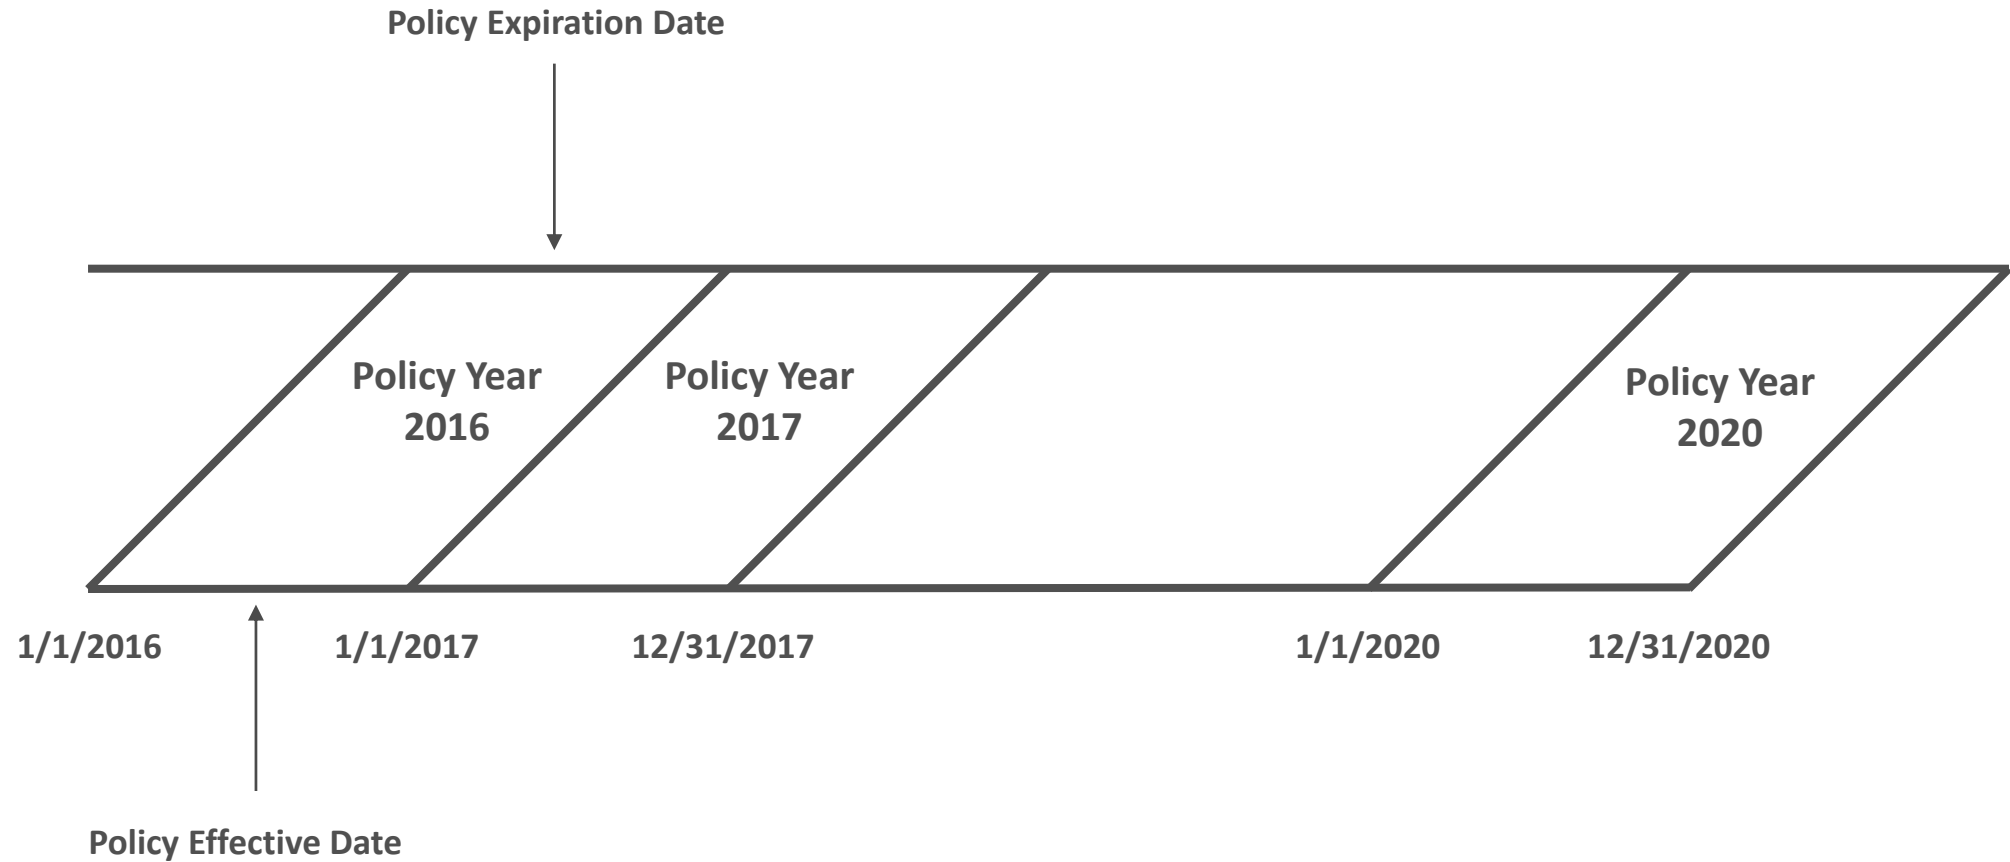 Policy Expiration Date
Policy Year
2016
Policy Year
2017
Policy Year
2020
1/1/2016
1/1/2017
12/31/2017
1/1/2020
12/31/2020
Policy Effective Date